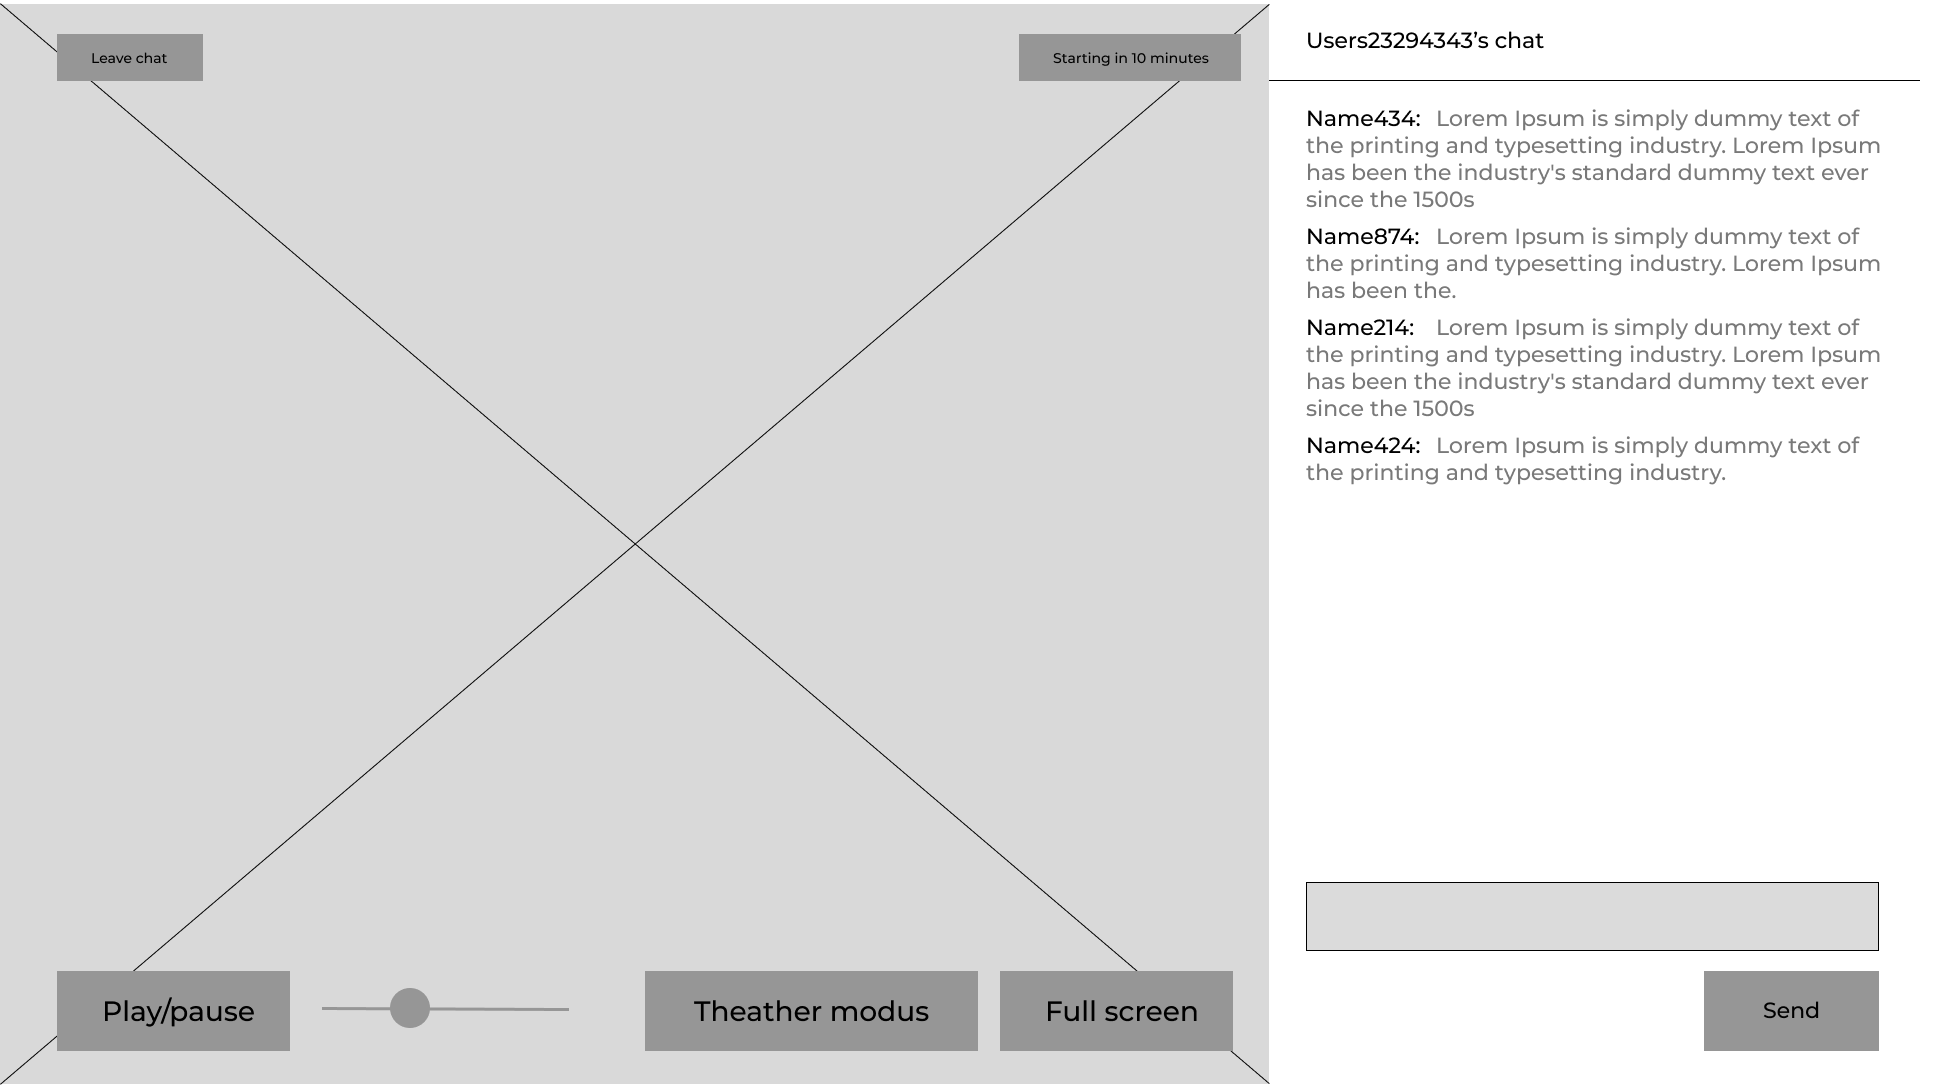 Leave chat
Starting in 10 minutes
Users23294343’s chat
Name434: Lorem Ipsum is simply dummy text of
the printing and typesetting industry. Lorem Ipsum
has been the industry's standard dummy text ever
since the 1500s
Name874: Lorem Ipsum is simply dummy text of
the printing and typesetting industry. Lorem Ipsum
has been the.
Name214: Lorem Ipsum is simply dummy text of
the printing and typesetting industry. Lorem Ipsum
has been the industry's standard dummy text ever
since the 1500s
Name424: Lorem Ipsum is simply dummy text of
the printing and typesetting industry.
Play/pause
Theather modus
Full screen
Send